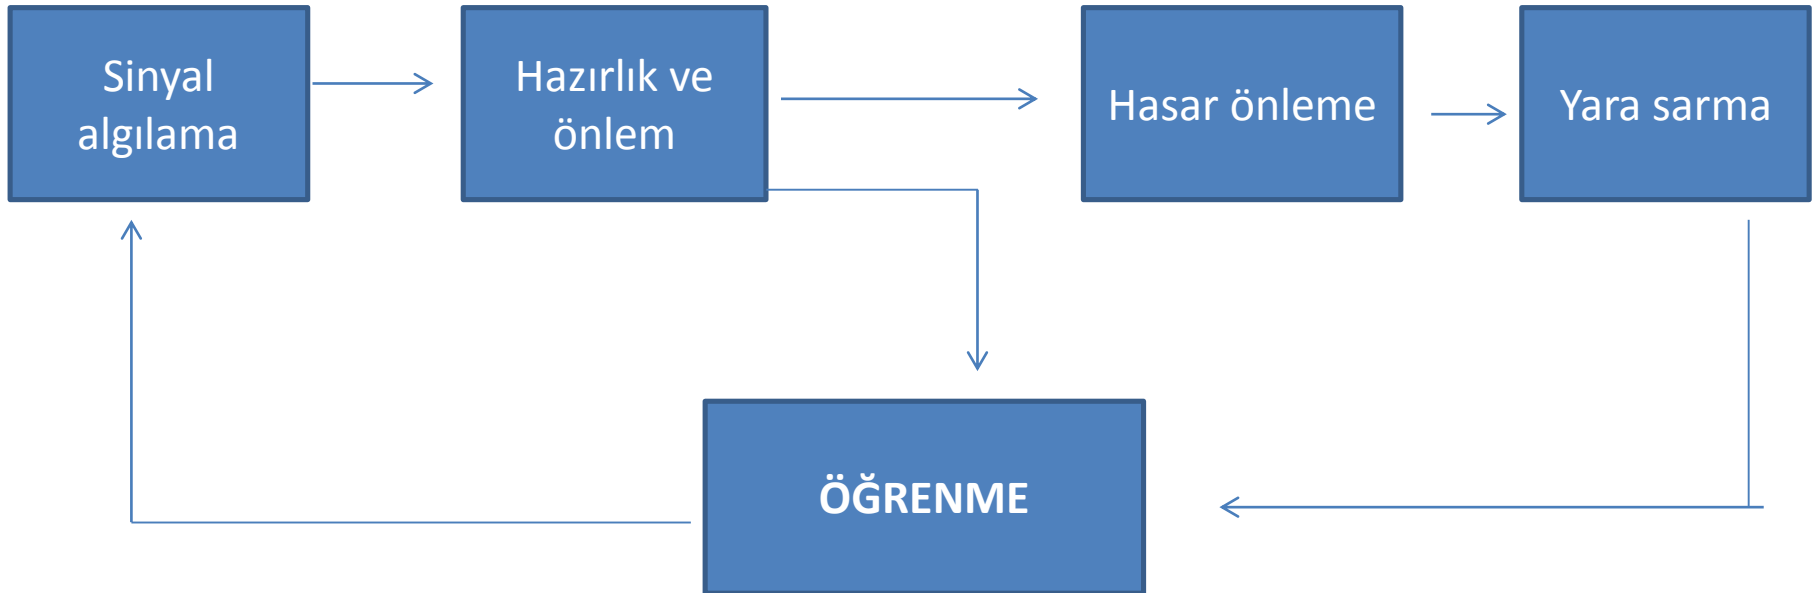 Sinyal
algılama
Hazırlık ve
önlem
Hasar önleme
Yara sarma
ÖĞRENME